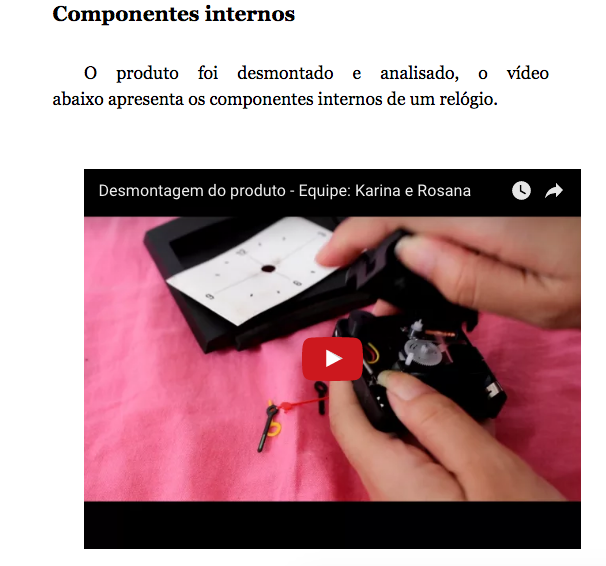 Componentes internos
O produto foi desmontado e analisado, o vídeo
abaixo apresenta os componentes internos de um relógio.
Desmontagem do produto - Equipe: Karina e Rosana